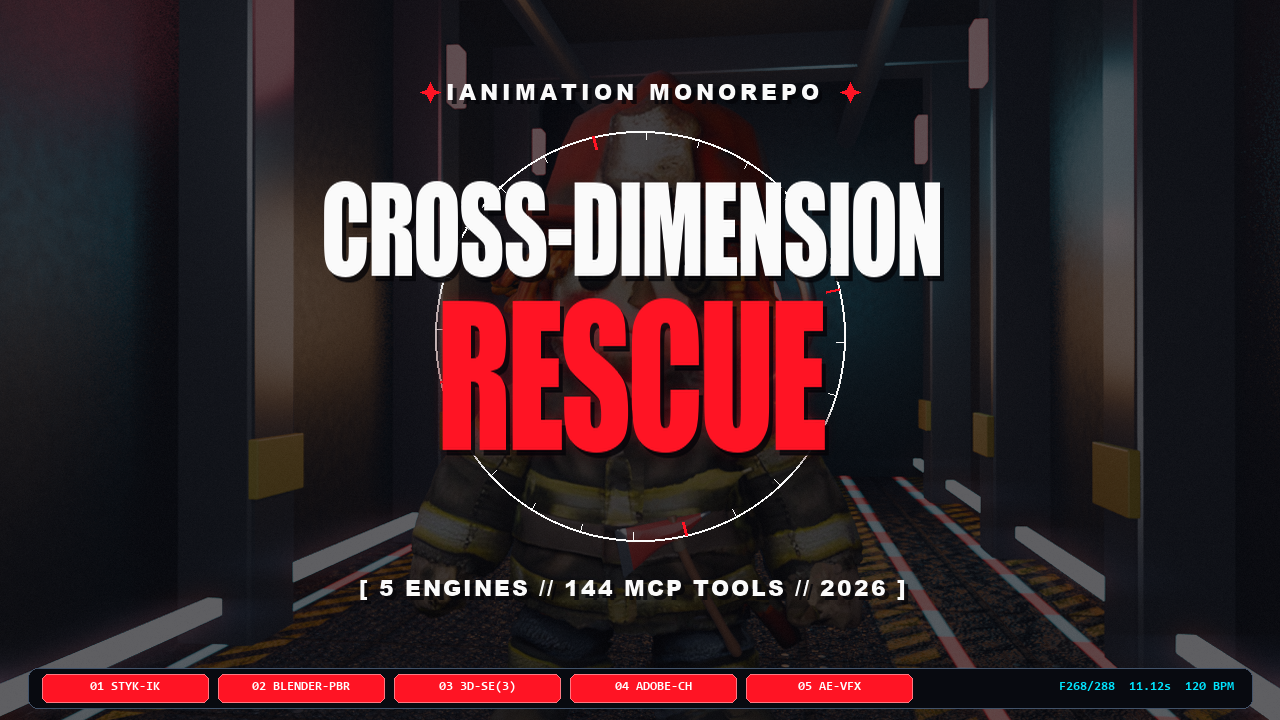 IANIMATION MONOREPO
CROSS-DIMENSION
RESCUE
[ 5 ENGINES // 144 MCP TOOLS // 2026 ]
01 STYK-IK 02 BLENDER-PBR 03 3D-SE(3) 04 ADOBE-CH 05 AE-VFX F268/288 11.12s 120 BPM